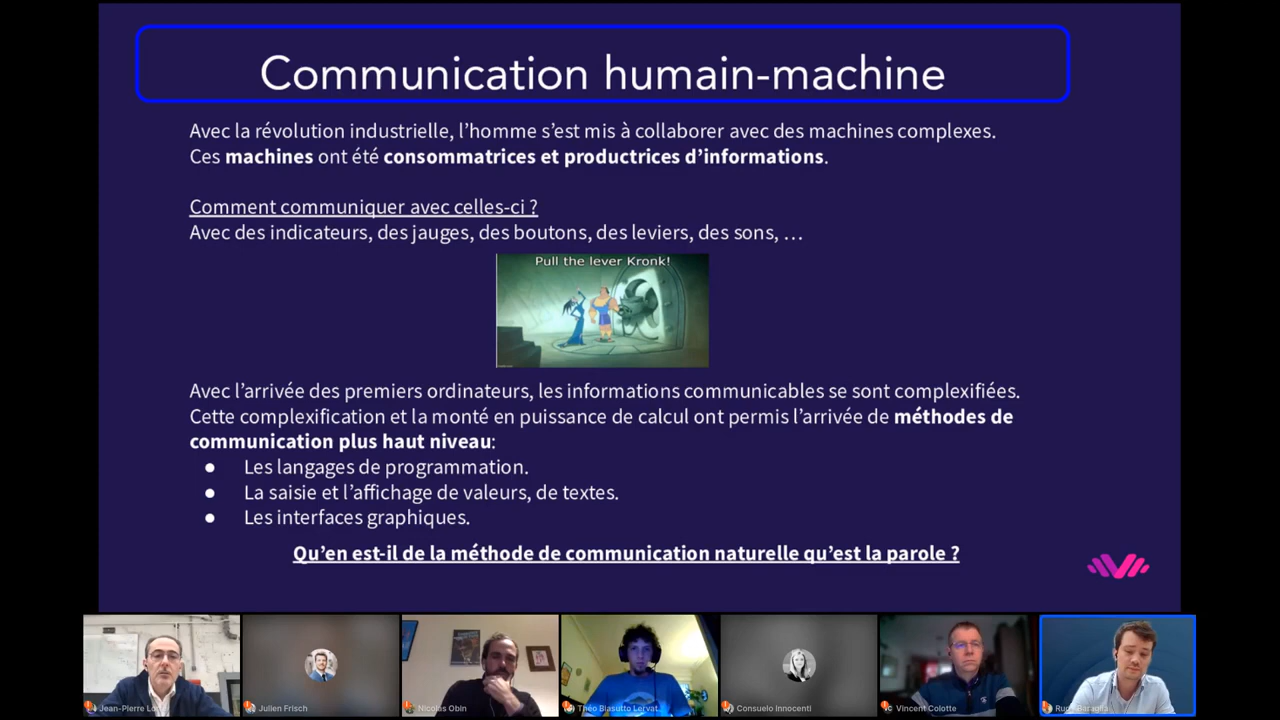 Communication humain-machine
Avec la révolution industrielle, l'homme s'est mis à collaborer avec des machines complexes.
Ces machines ont été consommatrices et productrices d'informations.
Comment communiquer avec celles-ci ?
Avec des indicateurs, des jauges, des boutons, des leviers, des sons, …
Pull the lever Kronk!
Avec l'arrivée des premiers ordinateurs, les informations communicables se sont complexifiées.
Cette complexification et la monté en puissance de calcul ont permis l'arrivée de méthodes de
communication plus haut niveau:
● Les langages de programmation.
● La saisie et l'affichage de valeurs, de textes.
● Les interfaces graphiques.
Qu'en est-il de la méthode de communication naturelle qu'est la parole ?
Jean-Pierre
Julien Frisch
Nicolas Obin
Théo Biasutto Lervat...
Consuelo Innocenti
Vincent Colotte